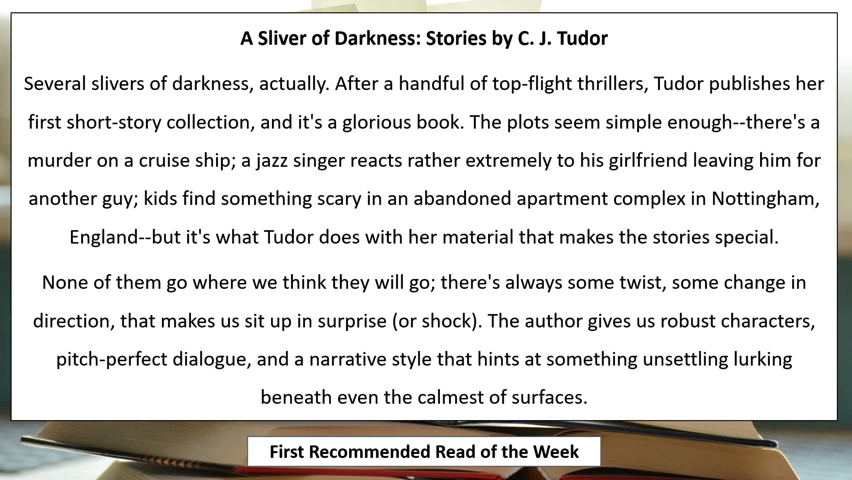 A Sliver of Darkness: Stories by C. J. Tudor
Several slivers of darkness, actually. After a handful of top-flight thrillers, Tudor publishes her
first short-story collection, and it's a glorious book. The plots seem simple enough--there's a
murder on a cruise ship; a jazz singer reacts rather extremely to his girlfriend leaving him for
another guy; kids find something scary in an abandoned apartment complex in Nottingham,
England--but it's what Tudor does with her material that makes the stories special.
None of them go where we think they will go; there's always some twist, some change in
direction, that makes us sit up in surprise (or shock). The author gives us robust characters,
pitch-perfect dialogue, and a narrative style that hints at something unsettling lurking
beneath even the calmest of surfaces.
First Recommended Read of the Week